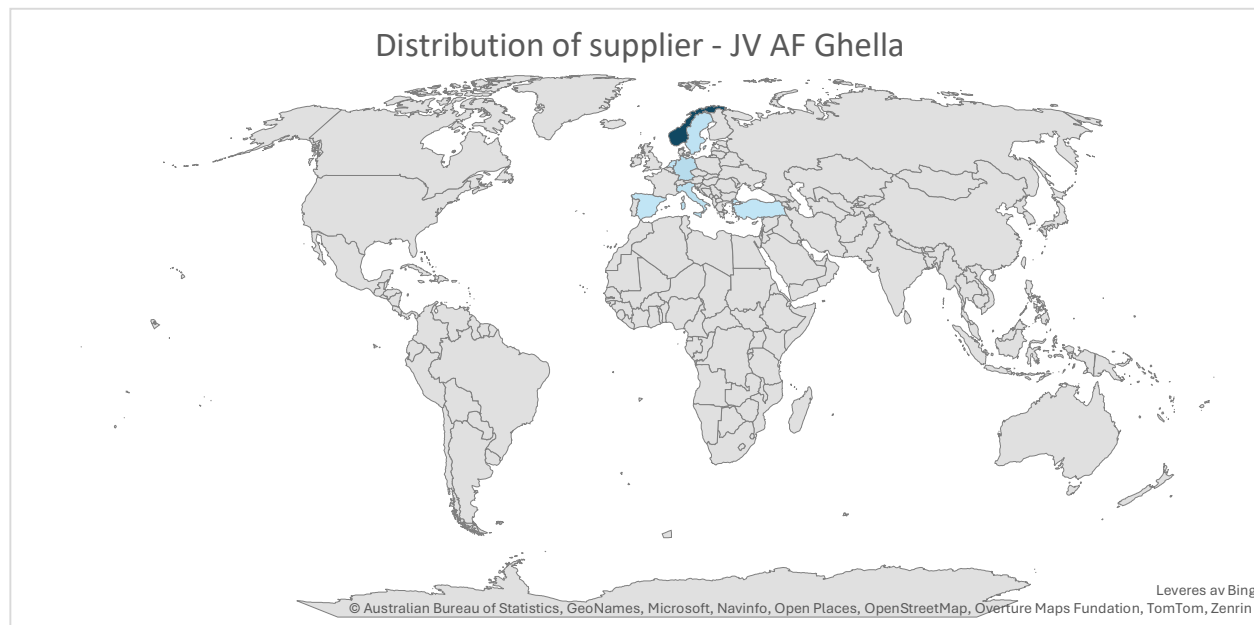 Distribution of supplier - JV AF Ghella
Leveres av Bing
© Australian Bureau of Statistics, GeoNames, Microsoft, Navinfo, Open Places, OpenStreetMap, Overture Maps Fundation, TomTom, Zenrin